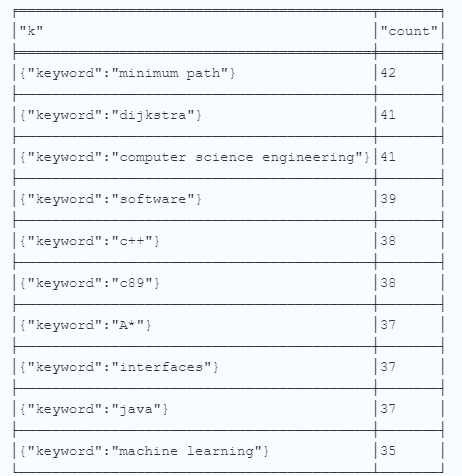 "k" "count"
{"keyword":"minimum path"} 42
{"keyword":"dijkstra"} 41
{"keyword":"computer science engineering"} 41
{"keyword":"software"} 39
{"keyword":"c++"} 38
{"keyword":"c89"} 38
{"keyword":"A*"} 37
{"keyword":"interfaces"} 37
{"keyword":"java"} 37
{"keyword":"machine learning"} 35